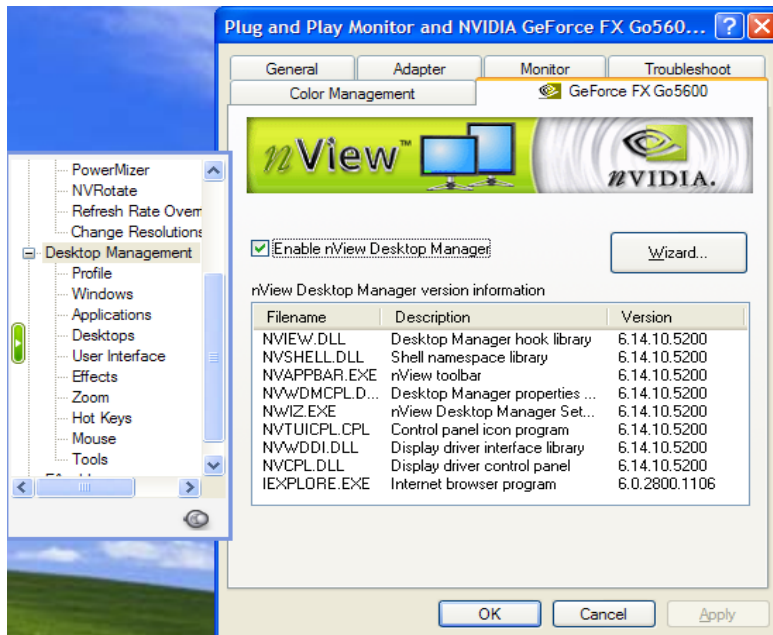 Plug and Play Monitor and NVIDIA GeForce FX Go560...
General Adapter Monitor Troubleshoot
Color Management GeForce FX Go5600
nView™ nVIDIA.
PowerMizer
NVRotate
Refresh Rate Overr
Change Resolutions
Desktop Management
Profile
Windows
Applications
Desktops
User Interface
Effects
Zoom
Hot Keys
Mouse
Tools
Enable nView Desktop Manager
Wizard...
nView Desktop Manager version information
Filename Description Version
NVIEW.DLL Desktop Manager hook library 6.14.10.5200
NVSHELL.DLL Shell namespace library 6.14.10.5200
NVAPPBAR.EXE nView toolbar 6.14.10.5200
NVWDMCPL.D... Desktop Manager properties ... 6.14.10.5200
NWIZ.EXE nView Desktop Manager Set... 6.14.10.5200
NVTUICPL.CPL Control panel icon program 6.14.10.5200
NVWDDI.DLL Display driver interface library 6.14.10.5200
NVCPL.DLL Display driver control panel 6.14.10.5200
IEXPLORE.EXE Internet browser program 6.0.2800.1106
OK Cancel Apply